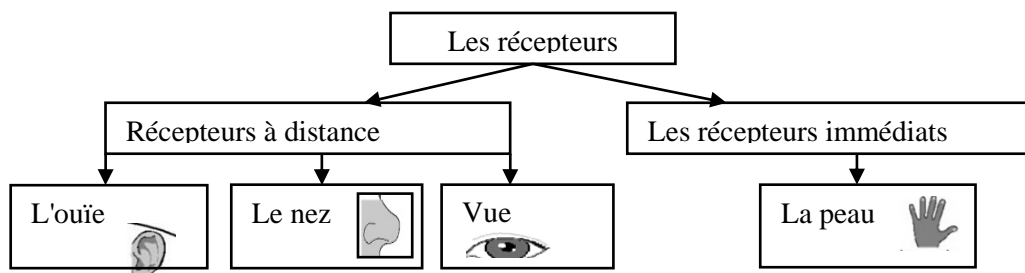 Les récepteurs
Récepteurs à distance
Les récepteurs immédiats
L'ouïe
Le nez
Vue
La peau